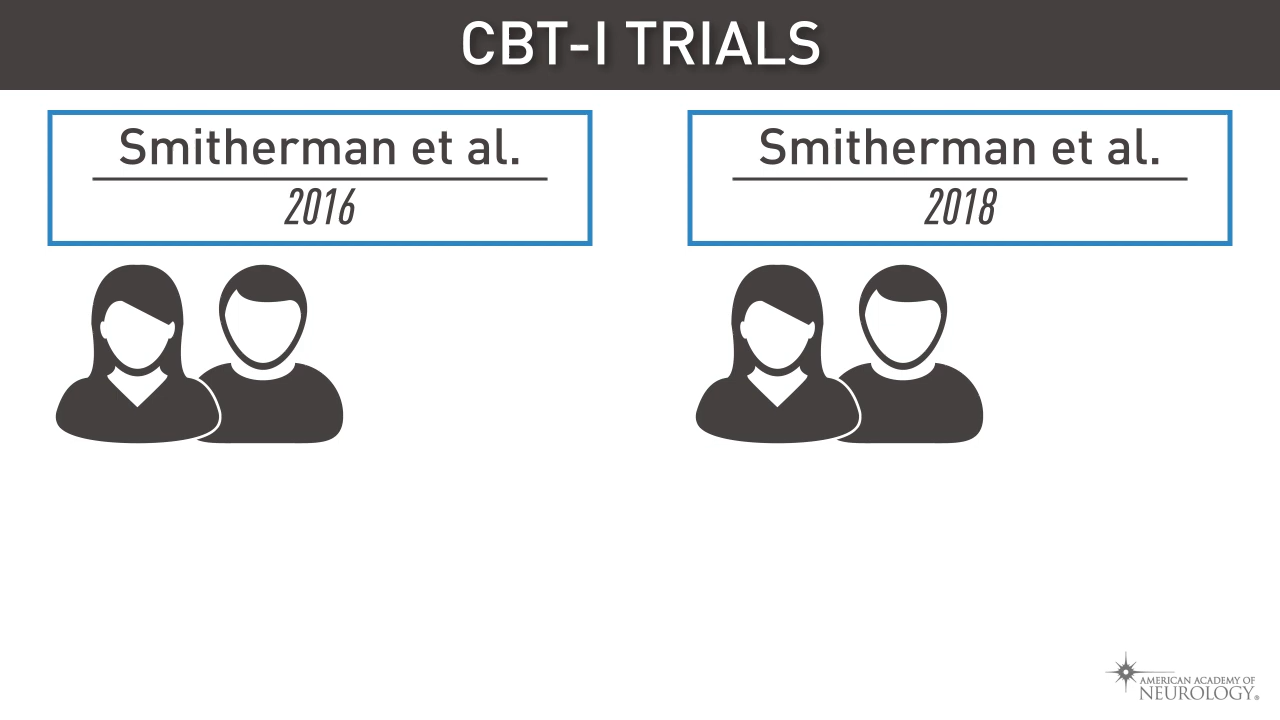 CBT-I TRIALS
Smitherman et al.
2016
Smitherman et al.
2018
AMERICAN ACADEMY OF
NEUROLOGY®